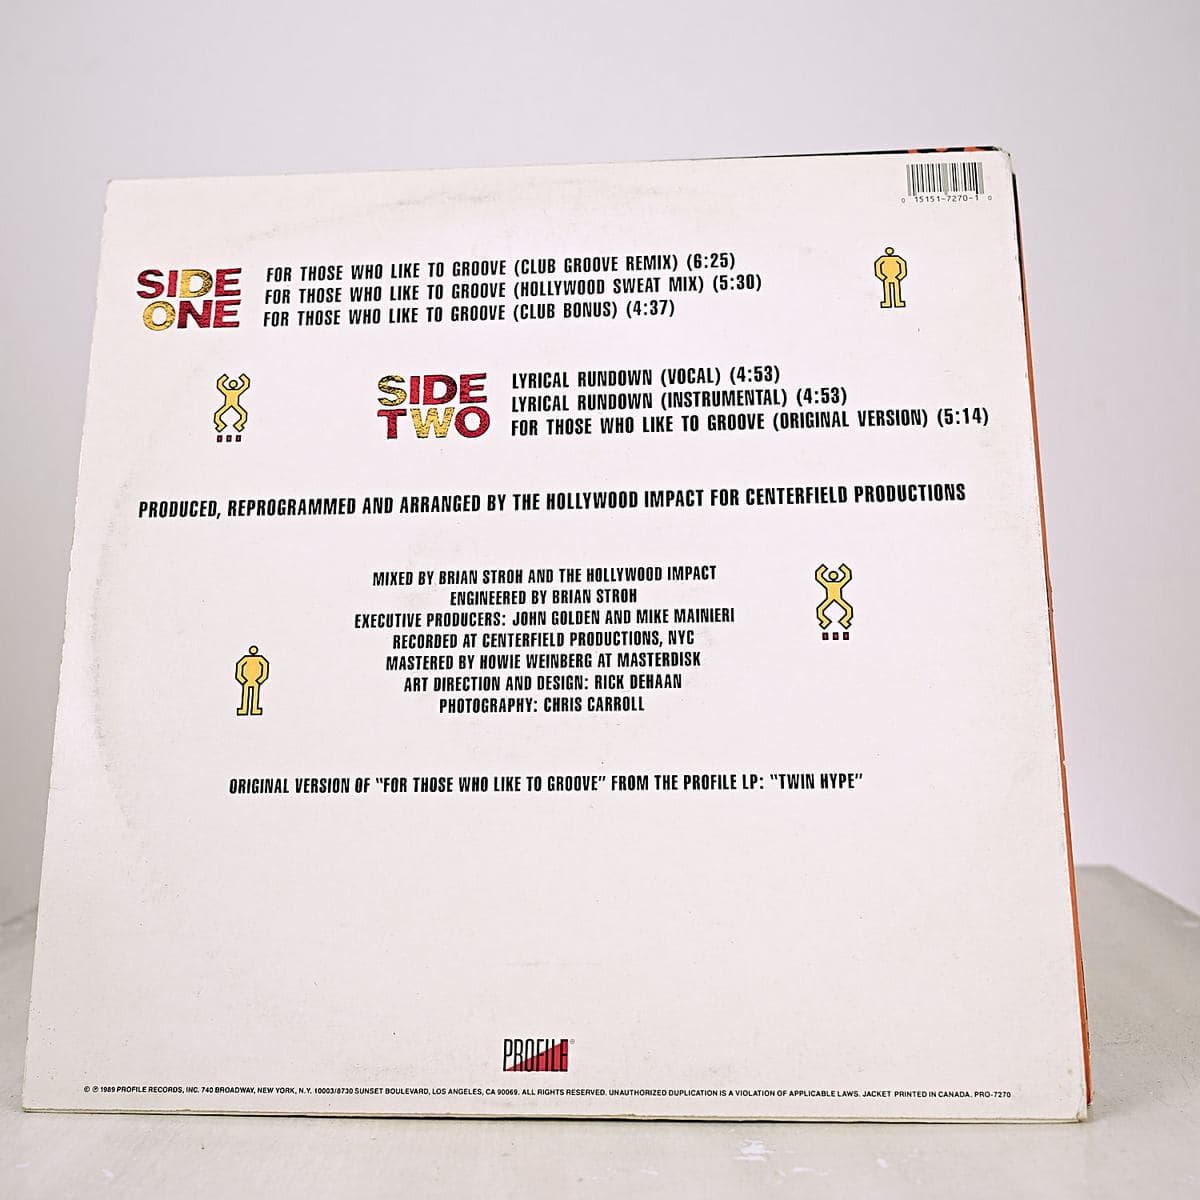 0 15151-7270-1 0
SIDE ONE
FOR THOSE WHO LIKE TO GROOVE (CLUB GROOVE REMIX) (6:25)
FOR THOSE WHO LIKE TO GROOVE (HOLLYWOOD SWEAT MIX) (5:30)
FOR THOSE WHO LIKE TO GROOVE (CLUB BONUS) (4:37)
SIDE TWO
LYRICAL RUNDOWN (VOCAL) (4:53)
LYRICAL RUNDOWN (INSTRUMENTAL) (4:53)
FOR THOSE WHO LIKE TO GROOVE (ORIGINAL VERSION) (5:14)
PRODUCED, REPROGRAMMED AND ARRANGED BY THE HOLLYWOOD IMPACT FOR CENTERFIELD PRODUCTIONS
MIXED BY BRIAN STROH AND THE HOLLYWOOD IMPACT
ENGINEERED BY BRIAN STROH
EXECUTIVE PRODUCERS: JOHN GOLDEN AND MIKE MAINIERI
RECORDED AT CENTERFIELD PRODUCTIONS, NYC
MASTERED BY HOWIE WEINBERG AT MASTERDISK
ART DIRECTION AND DESIGN: RICK DEHAAN
PHOTOGRAPHY: CHRIS CARROLL
ORIGINAL VERSION OF "FOR THOSE WHO LIKE TO GROOVE" FROM THE PROFILE LP: "TWIN HYPE"
PROFILE®
© ℗ 1989 PROFILE RECORDS, INC. 740 BROADWAY, NEW YORK, N.Y. 10003/8730 SUNSET BOULEVARD, LOS ANGELES, CA 90069. ALL RIGHTS RESERVED. UNAUTHORIZED DUPLICATION IS A VIOLATION OF APPLICABLE LAWS. JACKET PRINTED IN CANADA. PRO-7270